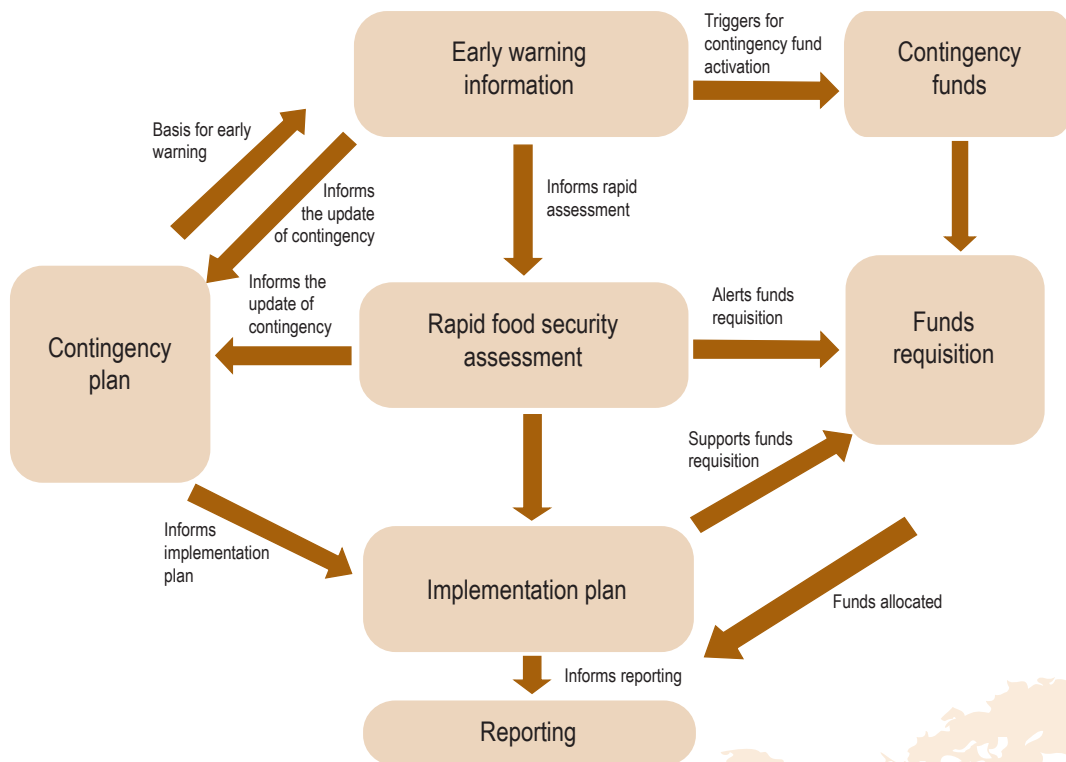 Early warning
information
Triggers for
contingency fund
activation
Contingency
funds
Basis for early
warning
Informs
the update
of contingency
Informs rapid
assessment
Informs the
update of
contingency
Contingency
plan
Rapid food security
assessment
Alerts funds
requisition
Funds
requisition
Supports funds
requisition
Informs
implementation
plan
Implementation plan
Funds allocated
Informs reporting
Reporting